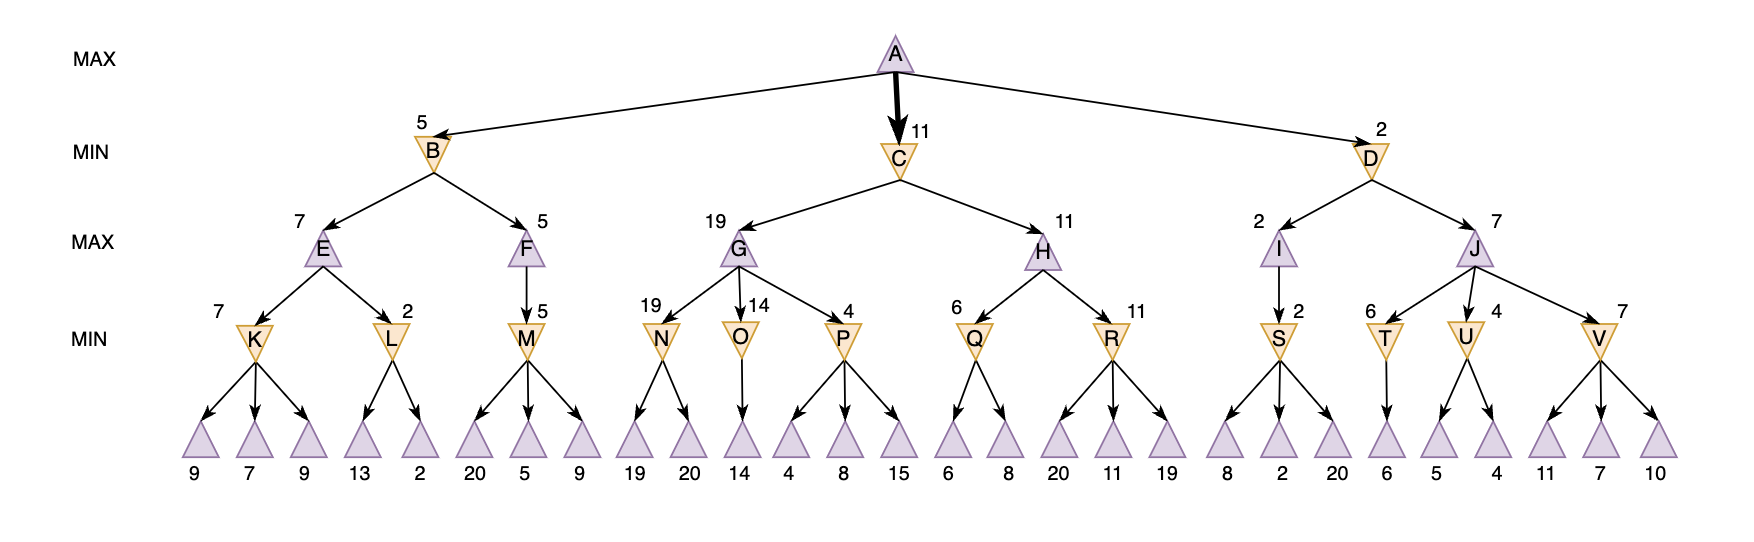 MAX A
5 11 2
MIN B C D
7 5 19 11 2 7
MAX E F G H I J
7 2 5 19 14 4 6 11 2 6 4 7
MIN K L M N O P Q R S T U V
9 7 9 13 2 20 5 9 19 20 14 4 8 15 6 8 20 11 19 8 2 20 6 5 4 11 7 10